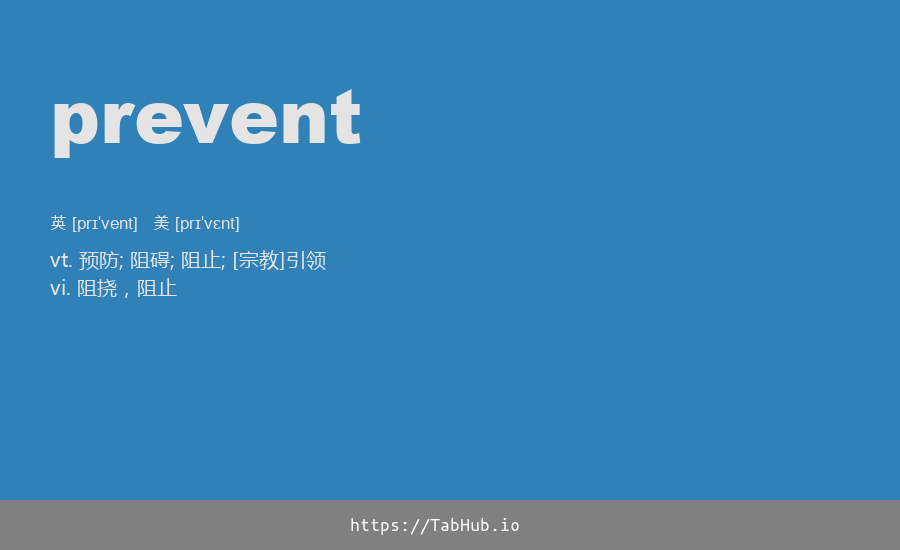 prevent
英 [prɪˈvent] 美 [prɪˈvɛnt]
vt. 预防; 阻碍; 阻止; [宗教]引领
vi. 阻挠，阻止
https://TabHub.io